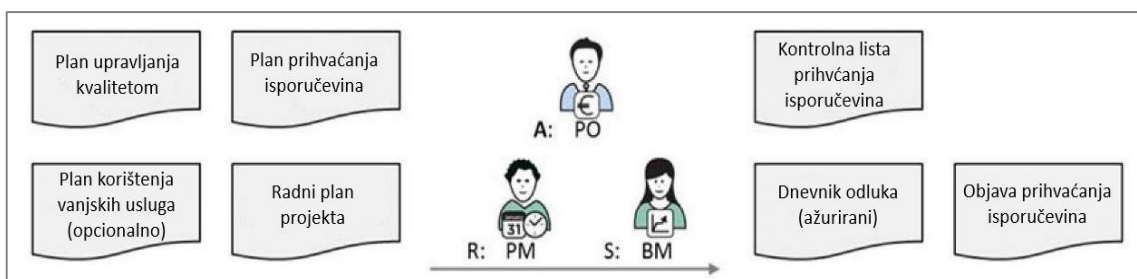 Plan upravljanja
kvalitetom
Plan prihvaćanja
isporučevina
Kontrolna lista
prihvćanja
isporučevina
€
A: PO
Plan korištenja
vanjskih usluga
(opcionalno)
Radni plan
projekta
31
R: PM
S: BM
Dnevnik odluka
(ažurirani)
Objava prihvaćanja
isporučevina